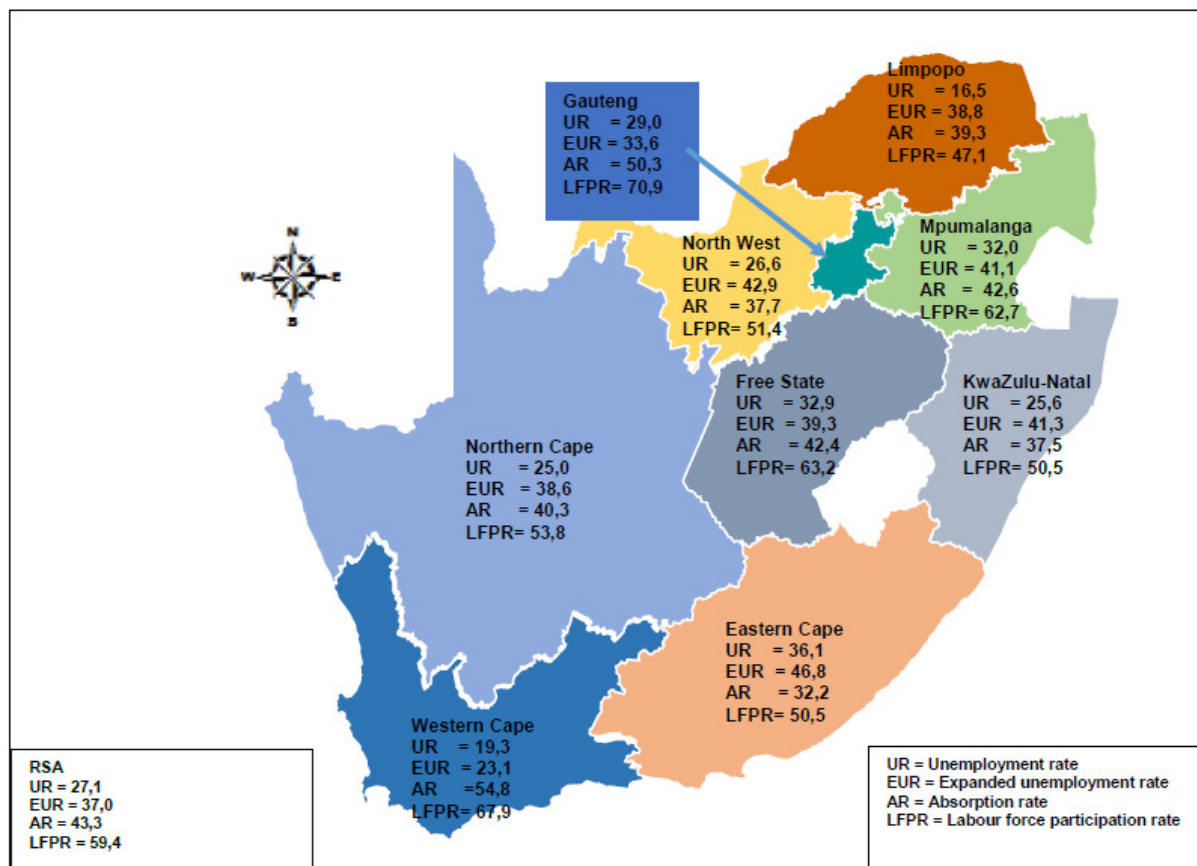 Limpopo
UR = 16,5
EUR = 38,8
AR = 39,3
LFPR= 47,1
Gauteng
UR = 29,0
EUR = 33,6
AR = 50,3
LFPR= 70,9
Mpumalanga
UR = 32,0
EUR = 41,1
AR = 42,6
LFPR= 62,7
North West
UR = 26,6
EUR = 42,9
AR = 37,7
LFPR= 51,4
N
W E
S
Free State
UR = 32,9
EUR = 39,3
AR = 42,4
LFPR= 63,2
KwaZulu-Natal
UR = 25,6
EUR = 41,3
AR = 37,5
LFPR= 50,5
Northern Cape
UR = 25,0
EUR = 38,6
AR = 40,3
LFPR= 53,8
Eastern Cape
UR = 36,1
EUR = 46,8
AR = 32,2
LFPR= 50,5
Western Cape
UR = 19,3
EUR = 23,1
AR =54,8
LFPR= 67,9
RSA
UR = 27,1
EUR = 37,0
AR = 43,3
LFPR = 59,4
UR = Unemployment rate
EUR = Expanded unemployment rate
AR = Absorption rate
LFPR = Labour force participation rate